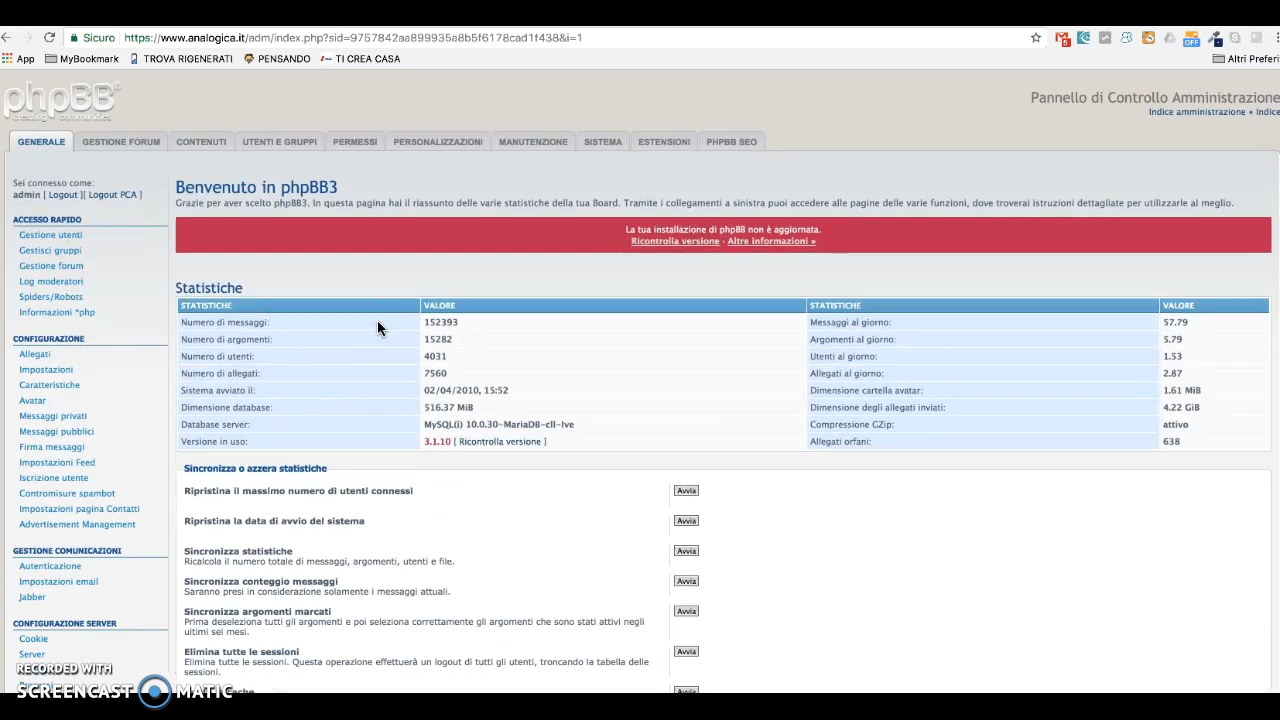 Sicuro https://www.analogica.it/adm/index.php?sid=9757842aa899935a8b5f6178cad1f438&i=1
App MyBookmark TROVA RIGENERATI PENSANDO TI CREA CASA Altri Preferi
phpBB
creating communities
Pannello di Controllo Amministrazione
Indice amministrazione • Indice
GENERALE GESTIONE FORUM CONTENUTI UTENTI E GRUPPI PERMESSI PERSONALIZZAZIONI MANUTENZIONE SISTEMA ESTENSIONI PHPBB SEO
Sei connesso come:
admin [ Logout ][ Logout PCA ]
ACCESSO RAPIDO
Gestione utenti
Gestisci gruppi
Gestione forum
Log moderatori
Spiders/Robots
Informazioni *php
CONFIGURAZIONE
Allegati
Impostazioni
Caratteristiche
Avatar
Messaggi privati
Messaggi pubblici
Firma messaggi
Impostazioni Feed
Iscrizione utente
Contromisure spambot
Impostazioni pagina Contatti
Advertisement Management
GESTIONE COMUNICAZIONI
Autenticazione
Impostazioni email
Jabber
CONFIGURAZIONE SERVER
Cookie
Server
Benvenuto in phpBB3
Grazie per aver scelto phpBB3. In questa pagina hai il riassunto delle varie statistiche della tua Board. Tramite i collegamenti a sinistra puoi accedere alle pagine delle varie funzioni, dove troverai istruzioni dettagliate per utilizzarle al meglio.
La tua installazione di phpBB non è aggiornata.
Ricontrolla versione · Altre informazioni »
Statistiche
STATISTICHE VALORE STATISTICHE VALORE
Numero di messaggi: 152393 Messaggi al giorno: 57.79
Numero di argomenti: 15282 Argomenti al giorno: 5.79
Numero di utenti: 4031 Utenti al giorno: 1.53
Numero di allegati: 7560 Allegati al giorno: 2.87
Sistema avviato il: 02/04/2010, 15:52 Dimensione cartella avatar: 1.61 MiB
Dimensione database: 516.37 MiB Dimensione degli allegati inviati: 4.22 GiB
Database server: MySQL(i) 10.0.30-MariaDB-cll-lve Compressione GZip: attivo
Versione in uso: 3.1.10 [ Ricontrolla versione ] Allegati orfani: 638
Sincronizza o azzera statistiche
Ripristina il massimo numero di utenti connessi Avvia
Ripristina la data di avvio del sistema Avvia
Sincronizza statistiche Avvia
Ricalcola il numero totale di messaggi, argomenti, utenti e file.
Sincronizza conteggio messaggi Avvia
Saranno presi in considerazione solamente i messaggi attuali.
Sincronizza argomenti marcati Avvia
Prima deseleziona tutti gli argomenti e poi seleziona correttamente gli argomenti che sono stati attivi negli
ultimi sei mesi.
Elimina tutte le sessioni Avvia
Elimina tutte le sessioni. Questa operazione effettuerà un logout di tutti gli utenti, troncando la tabella delle
sessioni.
Avvia
RECORDED WITH
SCREENCAST MATIC